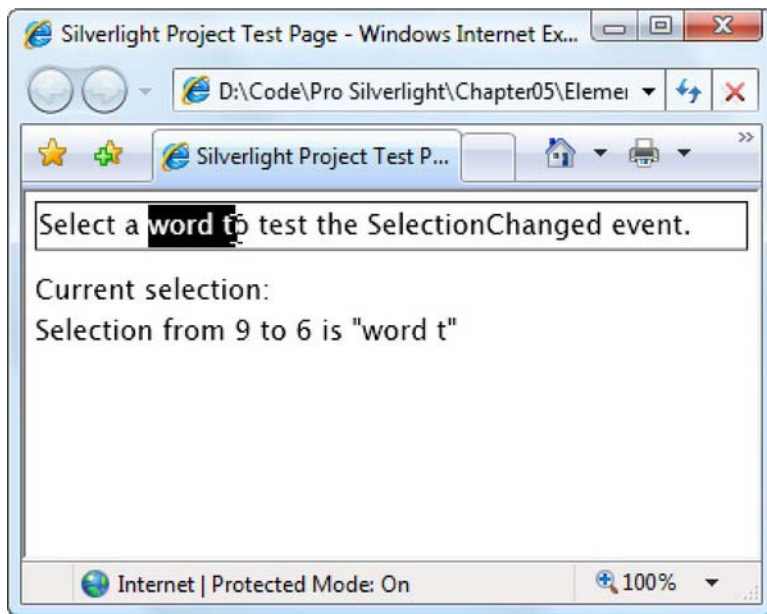 Silverlight Project Test Page - Windows Internet Ex...
D:\Code\Pro Silverlight\Chapter05\Elemei
Silverlight Project Test P...
Select a word to test the SelectionChanged event.
Current selection:
Selection from 9 to 6 is "word t"
Internet | Protected Mode: On
100%